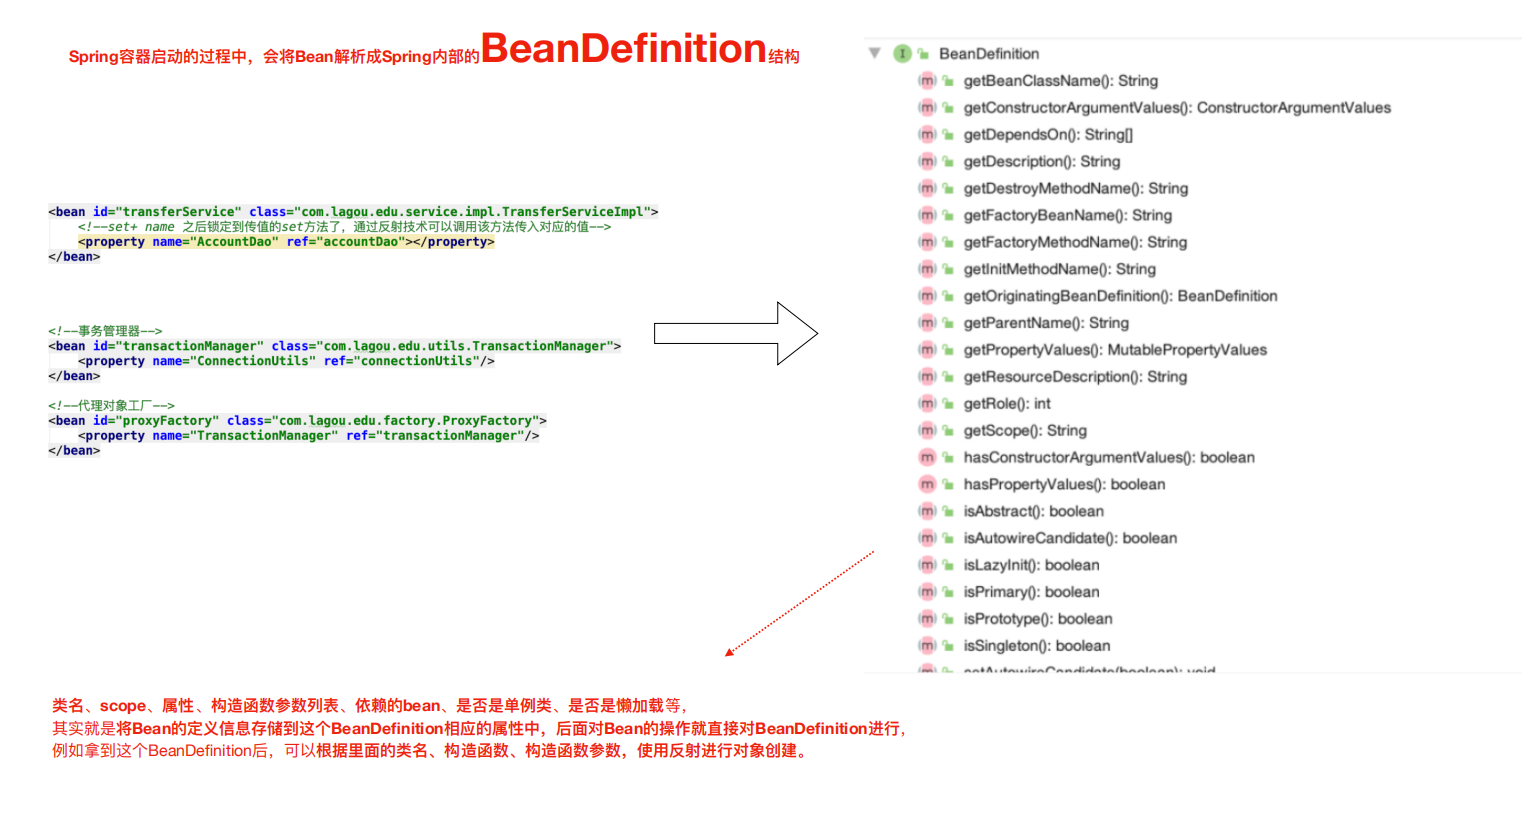 Spring容器启动的过程中，会将Bean解析成Spring内部的BeanDefinition结构
<bean id="transferService" class="com.lagou.edu.service.impl.TransferServiceImpl">
<!--set+ name 之后锁定到传值的set方法了，通过反射技术可以调用该方法传入对应的值-->
<property name="AccountDao" ref="accountDao"></property>
</bean>
<!--事务管理器-->
<bean id="transactionManager" class="com.lagou.edu.utils.TransactionManager">
<property name="ConnectionUtils" ref="connectionUtils"/>
</bean>
<!--代理对象工厂-->
<bean id="proxyFactory" class="com.lagou.edu.factory.ProxyFactory">
<property name="TransactionManager" ref="transactionManager"/>
</bean>
BeanDefinition
getBeanClassName(): String
getConstructorArgumentValues(): ConstructorArgumentValues
getDependsOn(): String[]
getDescription(): String
getDestroyMethodName(): String
getFactoryBeanName(): String
getFactoryMethodName(): String
getInitMethodName(): String
getOriginatingBeanDefinition(): BeanDefinition
getParentName(): String
getPropertyValues(): MutablePropertyValues
getResourceDescription(): String
getRole(): int
getScope(): String
hasConstructorArgumentValues(): boolean
hasPropertyValues(): boolean
isAbstract(): boolean
isAutowireCandidate(): boolean
isLazyInit(): boolean
isPrimary(): boolean
isPrototype(): boolean
isSingleton(): boolean
setAutowireCandidate(boolean): void
类名、scope、属性、构造函数参数列表、依赖的bean、是否是单例类、是否是懒加载等，
其实就是将Bean的定义信息存储到这个BeanDefinition相应的属性中，后面对Bean的操作就直接对BeanDefinition进行，
例如拿到这个BeanDefinition后，可以根据里面的类名、构造函数、构造函数参数，使用反射进行对象创建。